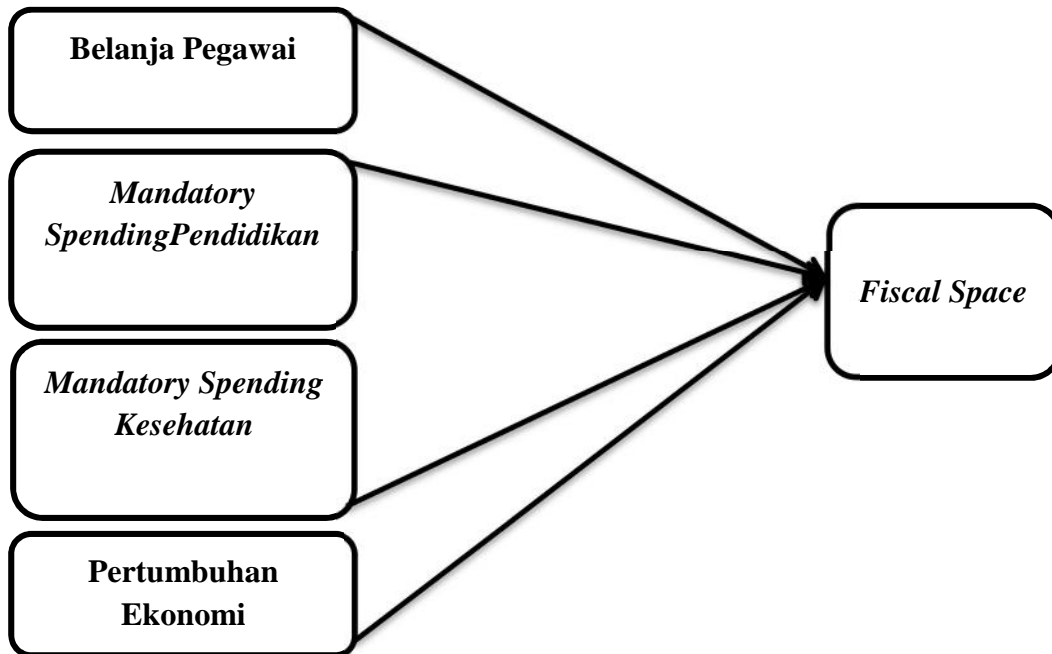 Belanja Pegawai
Mandatory
SpendingPendidikan
Mandatory Spending
Kesehatan
Pertumbuhan
Ekonomi
Fiscal Space